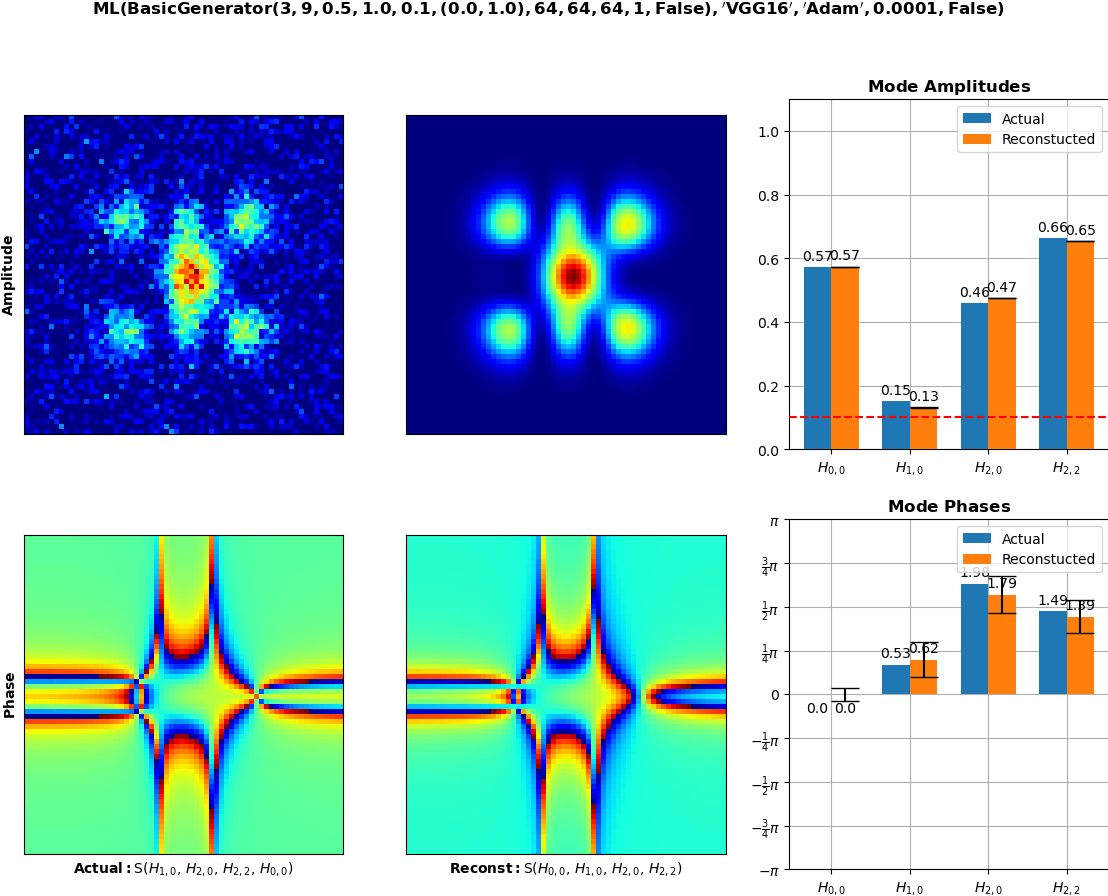 ML(BasicGenerator(3, 9, 0.5, 1.0, 0.1, (0.0, 1.0), 64, 64, 64, 1, False), ′VGG16′, ′Adam′, 0.0001, False)
Amplitude
Mode Amplitudes
Actual
Reconstucted
1.0
0.8
0.6
0.4
0.2
0.0
0.57 0.57
0.15 0.13
0.46 0.47
0.66 0.65
H0,0 H1,0 H2,0 H2,2
Phase
Actual: S(H1,0, H2,0, H2,2, H0,0)
Reconst: S(H0,0, H1,0, H2,0, H2,2)
Mode Phases
Actual
Reconstucted
π
3/4π
1/2π
1/4π
0
−1/4π
−1/2π
−3/4π
−π
0.0 0.0
0.53 0.62
1.98 1.79
1.49 1.39
H0,0 H1,0 H2,0 H2,2